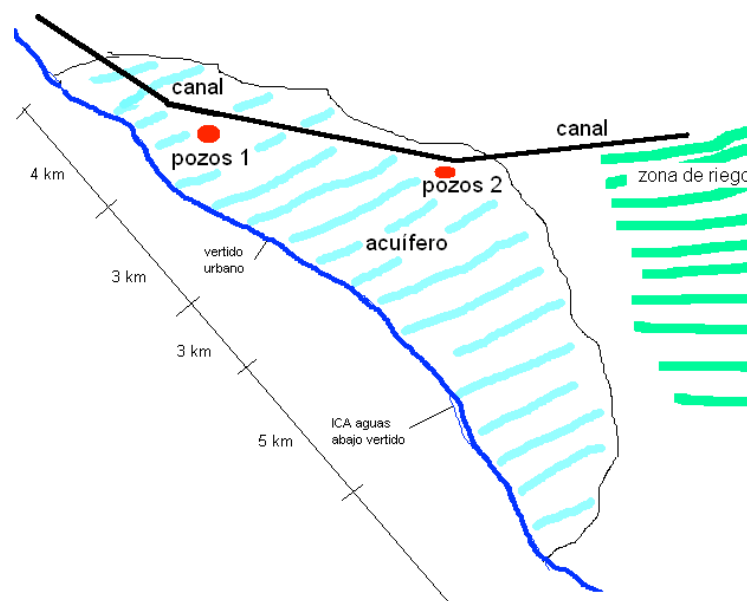 canal
canal
pozos 1
zona de riego
pozos 2
4 km
acuífero
vertido
urbano
3 km
3 km
ICA aguas
abajo vertido
5 km